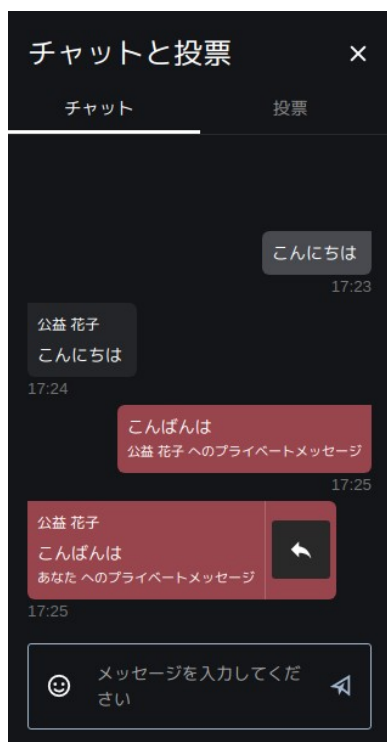 チャットと投票
チャット
投票
こんにちは
17:23
公益 花子
こんにちは
17:24
こんばんは
公益 花子 へのプライベートメッセージ
17:25
公益 花子
こんばんは
あなた へのプライベートメッセージ
17:25
メッセージを入力してくだ
さい